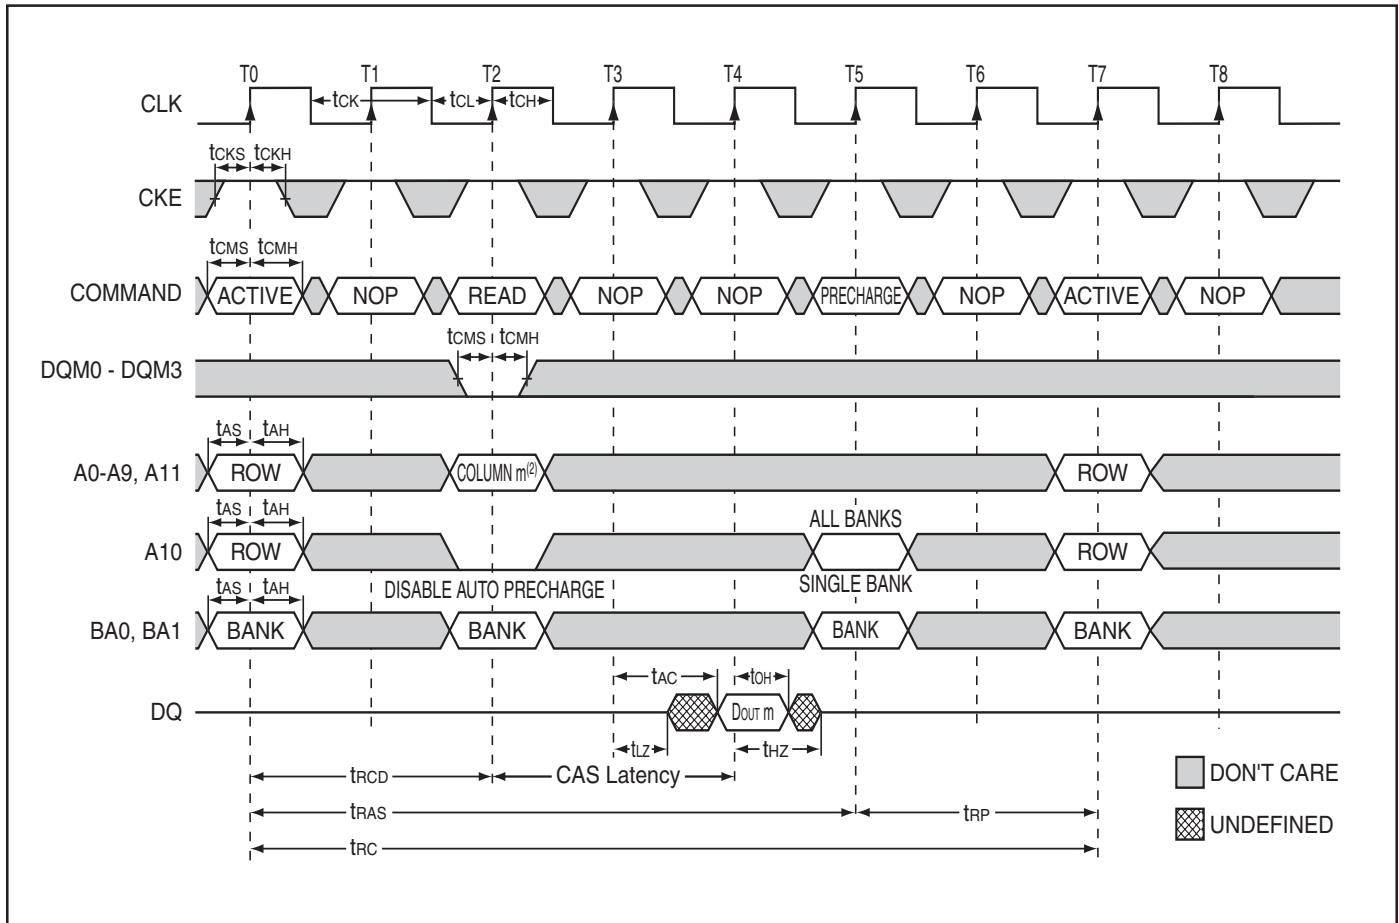 T0 T1 T2 T3 T4 T5 T6 T7 T8
CLK tCK tCL tCH
tCKS tCKH
CKE
tCMS tCMH
COMMAND ACTIVE NOP READ NOP NOP PRECHARGE NOP ACTIVE NOP
tCMS tCMH
DQM0 - DQM3
tAS tAH
A0-A9, A11 ROW COLUMN m(2) ROW
tAS tAH ALL BANKS
A10 ROW ROW
tAS tAH DISABLE AUTO PRECHARGE SINGLE BANK
BA0, BA1 BANK BANK BANK BANK
tAC tOH
DQ DOUT m
tLZ tHZ
tRCD CAS Latency DON'T CARE
tRAS tRP UNDEFINED
tRC